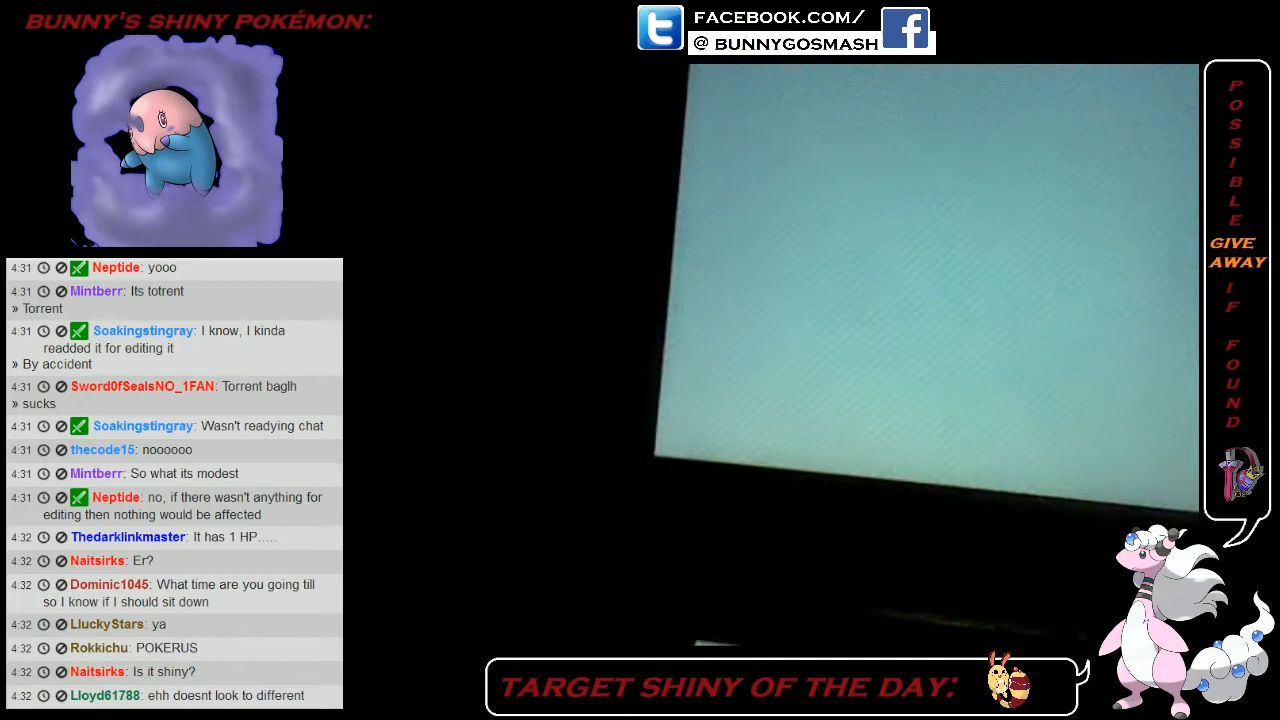 BUNNY'S SHINY POKÉMON:
FACEBOOK.COM/
@ BUNNYGOSMASH
POSSIBLE
GIVE
AWAY
IF
FOUND
4:31 Neptide: yooo
4:31 Mintberr: Its totrent
» Torrent
4:31 Soakingstingray: I know, I kinda
readded it for editing it
» By accident
4:31 Sword0fSealsNO_1FAN: Torrent baglh
» sucks
4:31 Soakingstingray: Wasn't readying chat
4:31 thecode15: noooooo
4:31 Mintberr: So what its modest
4:31 Neptide: no, if there wasn't anything for
editing then nothing would be affected
4:32 Thedarklinkmaster: It has 1 HP.....
4:32 Naitsirks: Er?
4:32 Dominic1045: What time are you going till
so I know if I should sit down
4:32 LluckyStars: ya
4:32 Rokkichu: POKERUS
4:32 Naitsirks: Is it shiny?
4:32 Lloyd61788: ehh doesnt look to different
TARGET SHINY OF THE DAY: